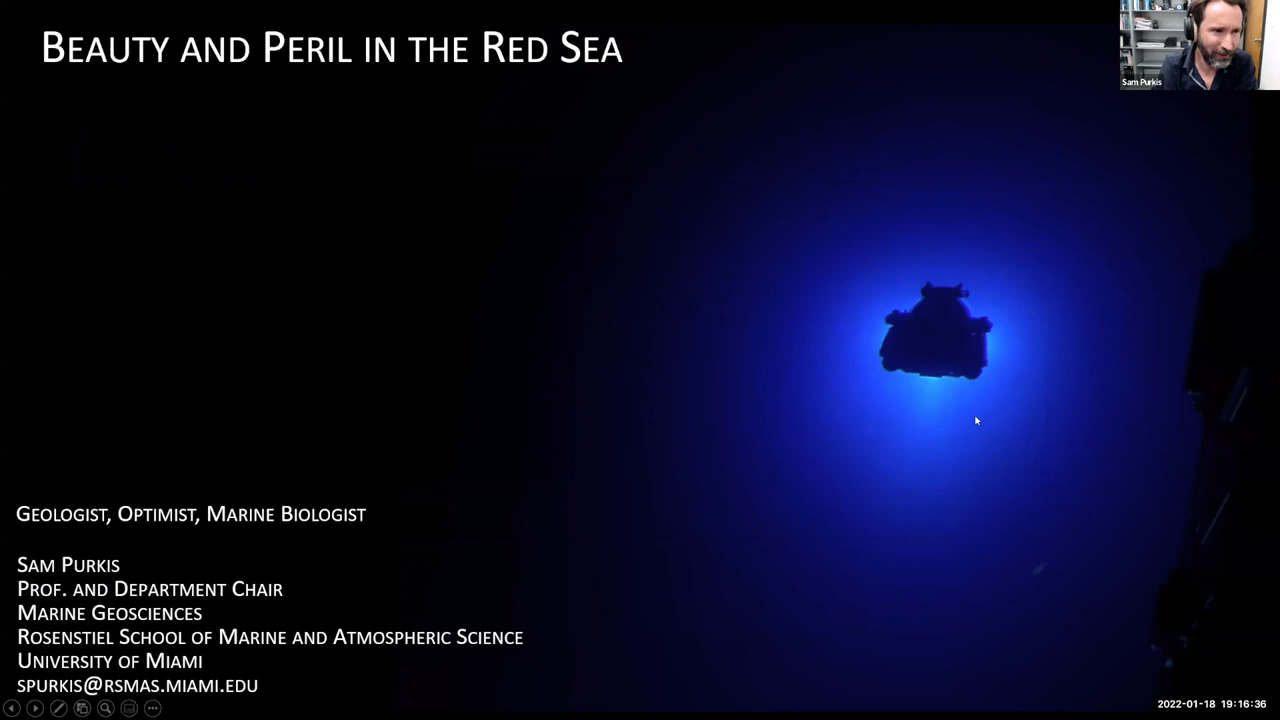 BEAUTY AND PERIL IN THE RED SEA
Sam Purkis
GEOLOGIST, OPTIMIST, MARINE BIOLOGIST
SAM PURKIS
PROF. AND DEPARTMENT CHAIR
MARINE GEOSCIENCES
ROSENSTIEL SCHOOL OF MARINE AND ATMOSPHERIC SCIENCE
UNIVERSITY OF MIAMI
SPURKIS@RSMAS.MIAMI.EDU
2022-01-18 19:16:36